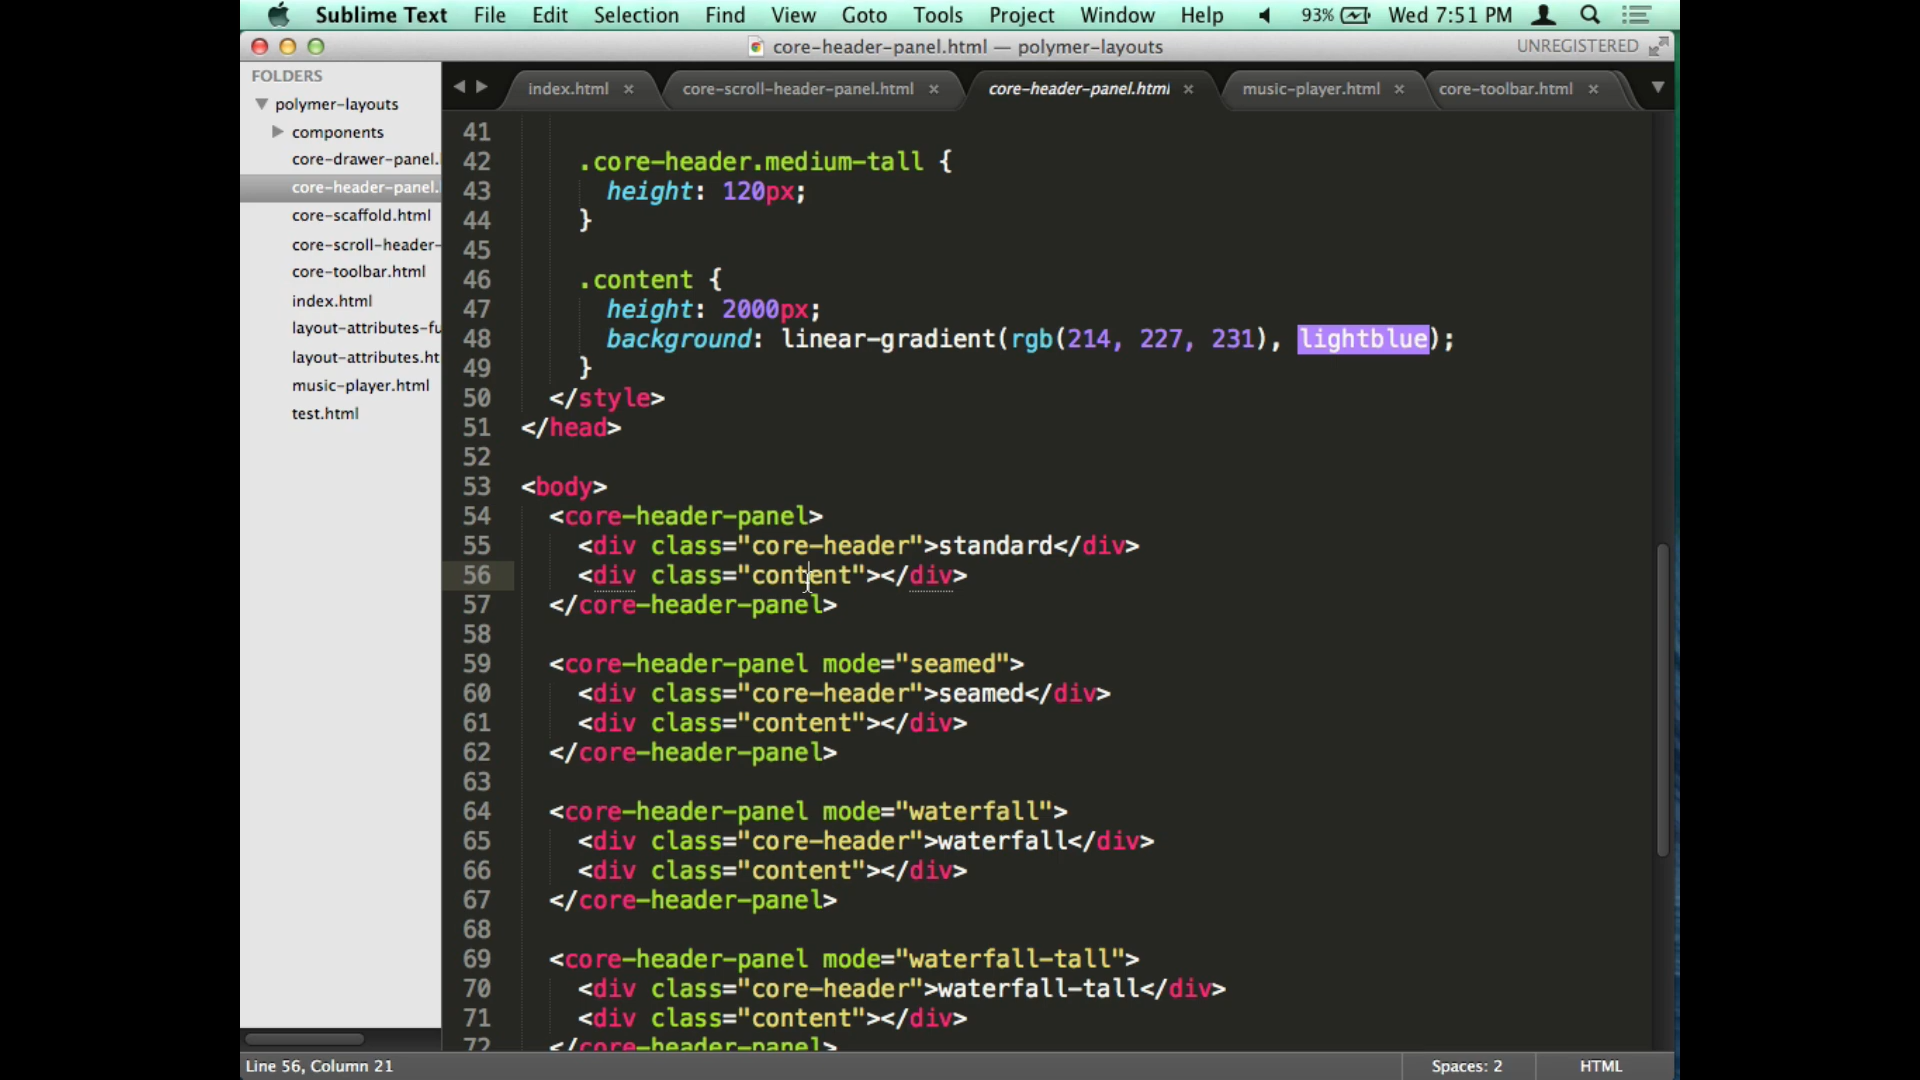 Sublime Text File Edit Selection Find View Goto Tools Project Window Help 93% Wed 7:51 PM
core-header-panel.html — polymer-layouts UNREGISTERED
FOLDERS
polymer-layouts
components
core-drawer-panel.
core-header-panel.
core-scaffold.html
core-scroll-header-
core-toolbar.html
index.html
layout-attributes-fu
layout-attributes.ht
music-player.html
test.html
index.html × core-scroll-header-panel.html × core-header-panel.html × music-player.html × core-toolbar.html ×
41
42 .core-header.medium-tall {
43 height: 120px;
44 }
45
46 .content {
47 height: 2000px;
48 background: linear-gradient(rgb(214, 227, 231), lightblue);
49 }
50 </style>
51 </head>
52
53 <body>
54 <core-header-panel>
55 <div class="core-header">standard</div>
56 <div class="content"></div>
57 </core-header-panel>
58
59 <core-header-panel mode="seamed">
60 <div class="core-header">seamed</div>
61 <div class="content"></div>
62 </core-header-panel>
63
64 <core-header-panel mode="waterfall">
65 <div class="core-header">waterfall</div>
66 <div class="content"></div>
67 </core-header-panel>
68
69 <core-header-panel mode="waterfall-tall">
70 <div class="core-header">waterfall-tall</div>
71 <div class="content"></div>
72 </core-header-panel>
Line 56, Column 21 Spaces: 2 HTML